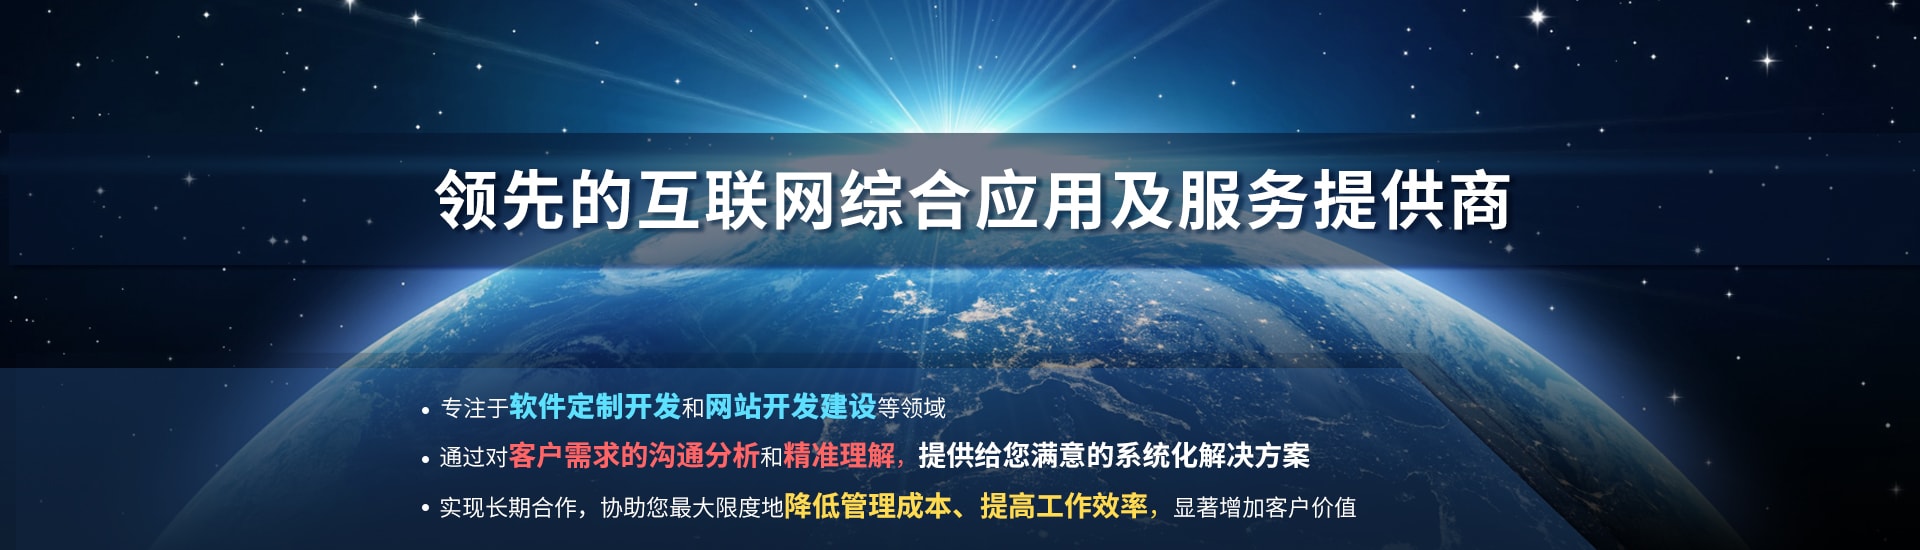 领先的互联网综合应用及服务提供商
• 专注于软件定制开发和网站开发建设等领域
• 通过对客户需求的沟通分析和精准理解，提供给您满意的系统化解决方案
• 实现长期合作，协助您最大限度地降低管理成本、提高工作效率，显著增加客户价值